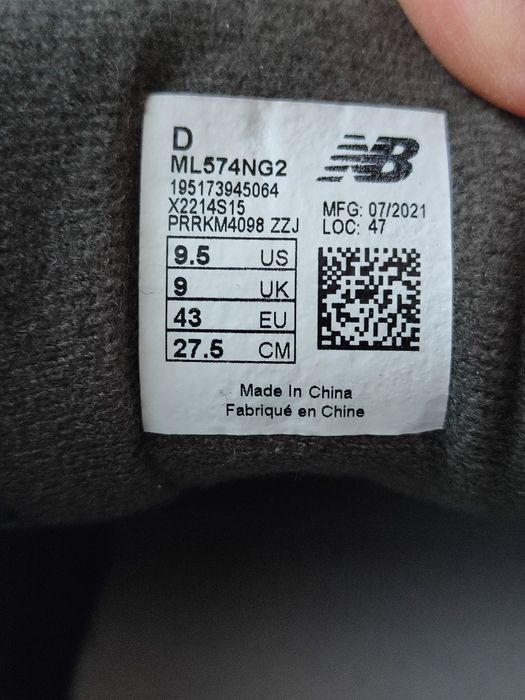 D
ML574NG2
195173945064
X2214S15
PRRKM4098 ZZJ
NB
MFG: 07/2021
LOC: 47
9.5 US
9 UK
43 EU
27.5 CM
Made In China
Fabriqué en Chine